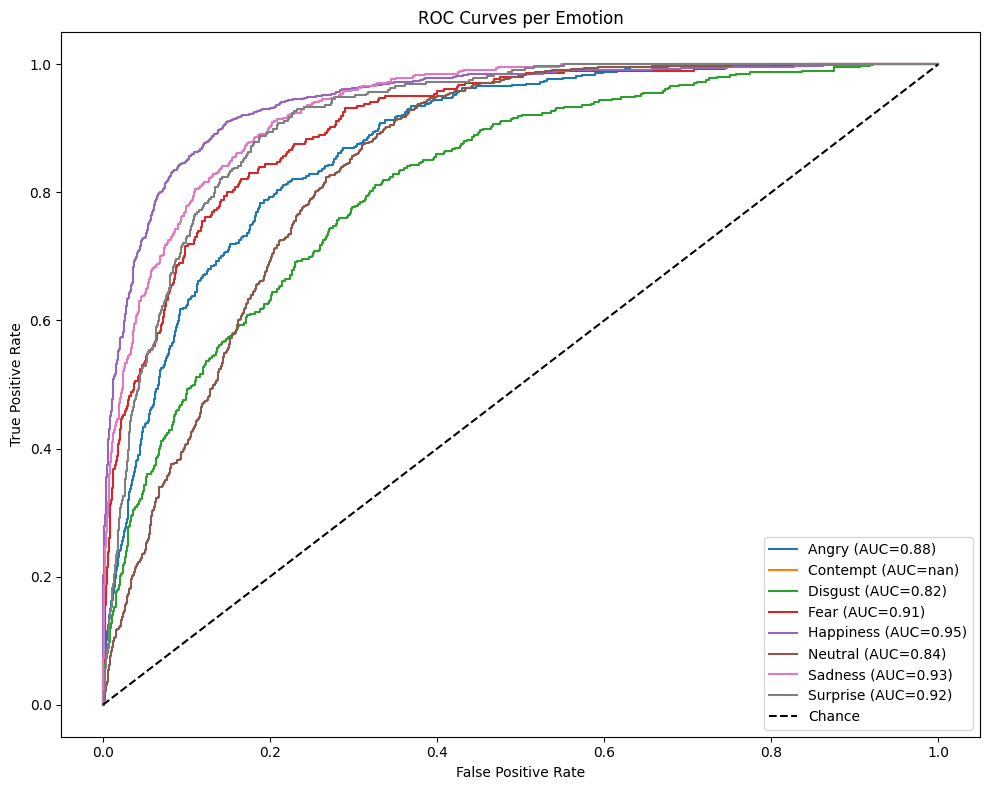 ROC Curves per Emotion
True Positive Rate
1.0
0.8
0.6
0.4
0.2
0.0
Angry (AUC=0.88)
Contempt (AUC=nan)
Disgust (AUC=0.82)
Fear (AUC=0.91)
Happiness (AUC=0.95)
Neutral (AUC=0.84)
Sadness (AUC=0.93)
Surprise (AUC=0.92)
Chance
0.0 0.2 0.4 0.6 0.8 1.0
False Positive Rate